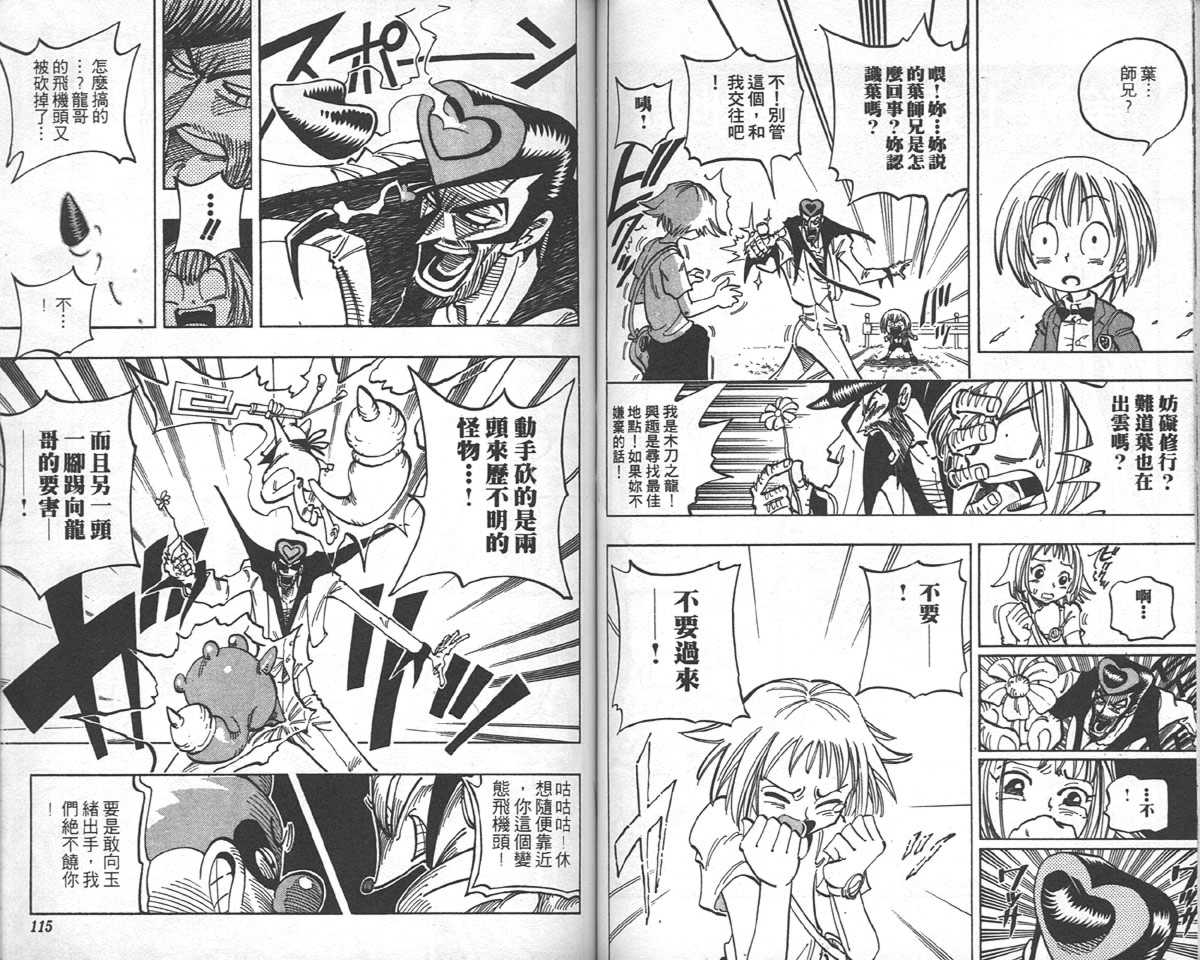 葉…
師兄?
喂!妳…妳說
的葉師兄是怎
麼回事?妳認
識葉嗎?
不!別管
這個,和
我交往吧
!
咦!
ビビ
妨礙修行?
難道葉也在
出雲嗎?
我是木刀之龍!
興趣是尋找最佳
地點!如果妳不
嫌棄的話!
ビビッ
啊…
…不
!
不要──
!
不要過來
──!
スポーーン
…!!
怎麼搞的
…?龍哥
的飛機頭又
被砍掉了…
不…
!
動手砍的是兩
頭來歷不明的
怪物…!
而且另一頭
一腳踢向龍
哥的要害─
─!
咕咕咕!休
想隨便靠近
,你這個變
態飛機頭!
要是敢向玉
緒出手,我
們絕不饒你
!
115